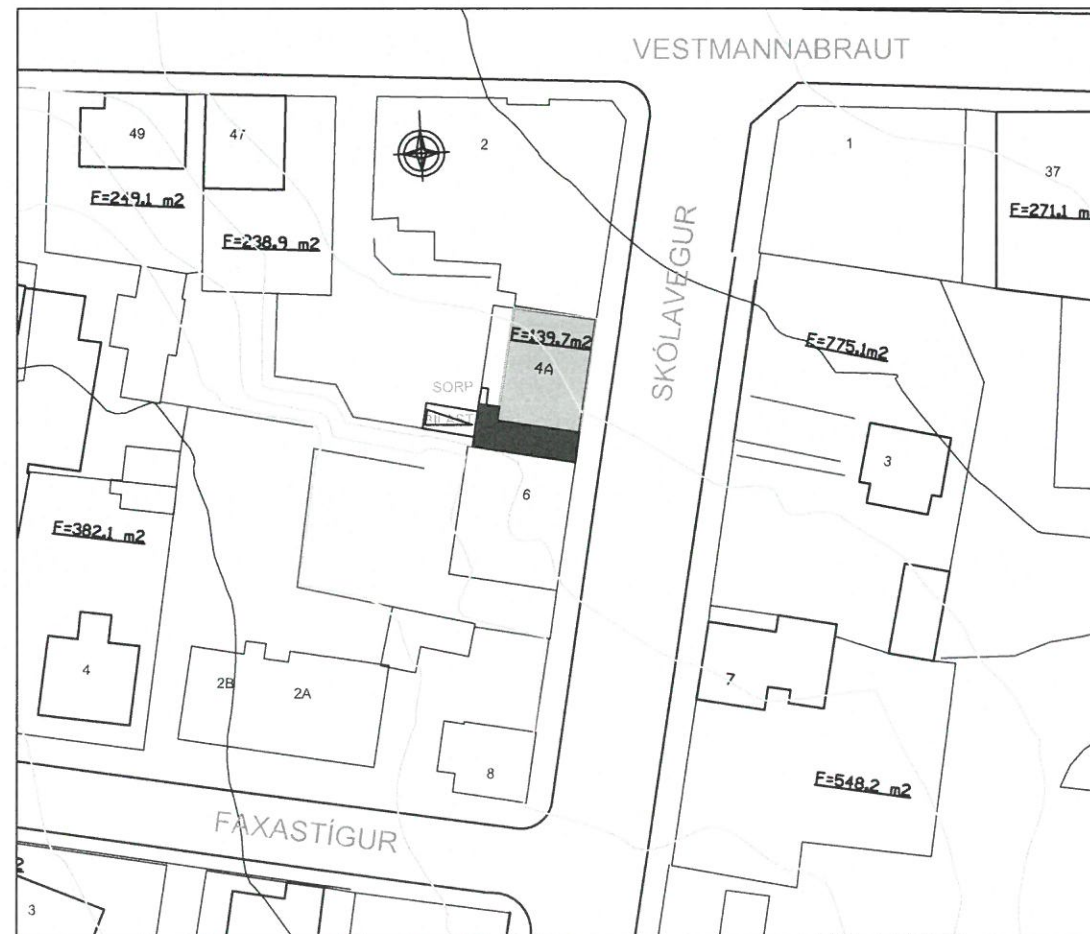 VESTMANNABRAUT
49
47
2
1
37
F=249.1 m2
F=238.9 m2
F=271.1 m
SKÓLAVEGUR
F=139.7m2
F=775.1m2
4A
SORP
3
6
F=382.1 m2
4
2B
2A
7
8
F=548.2 m2
FAXASTÍGUR
2
3